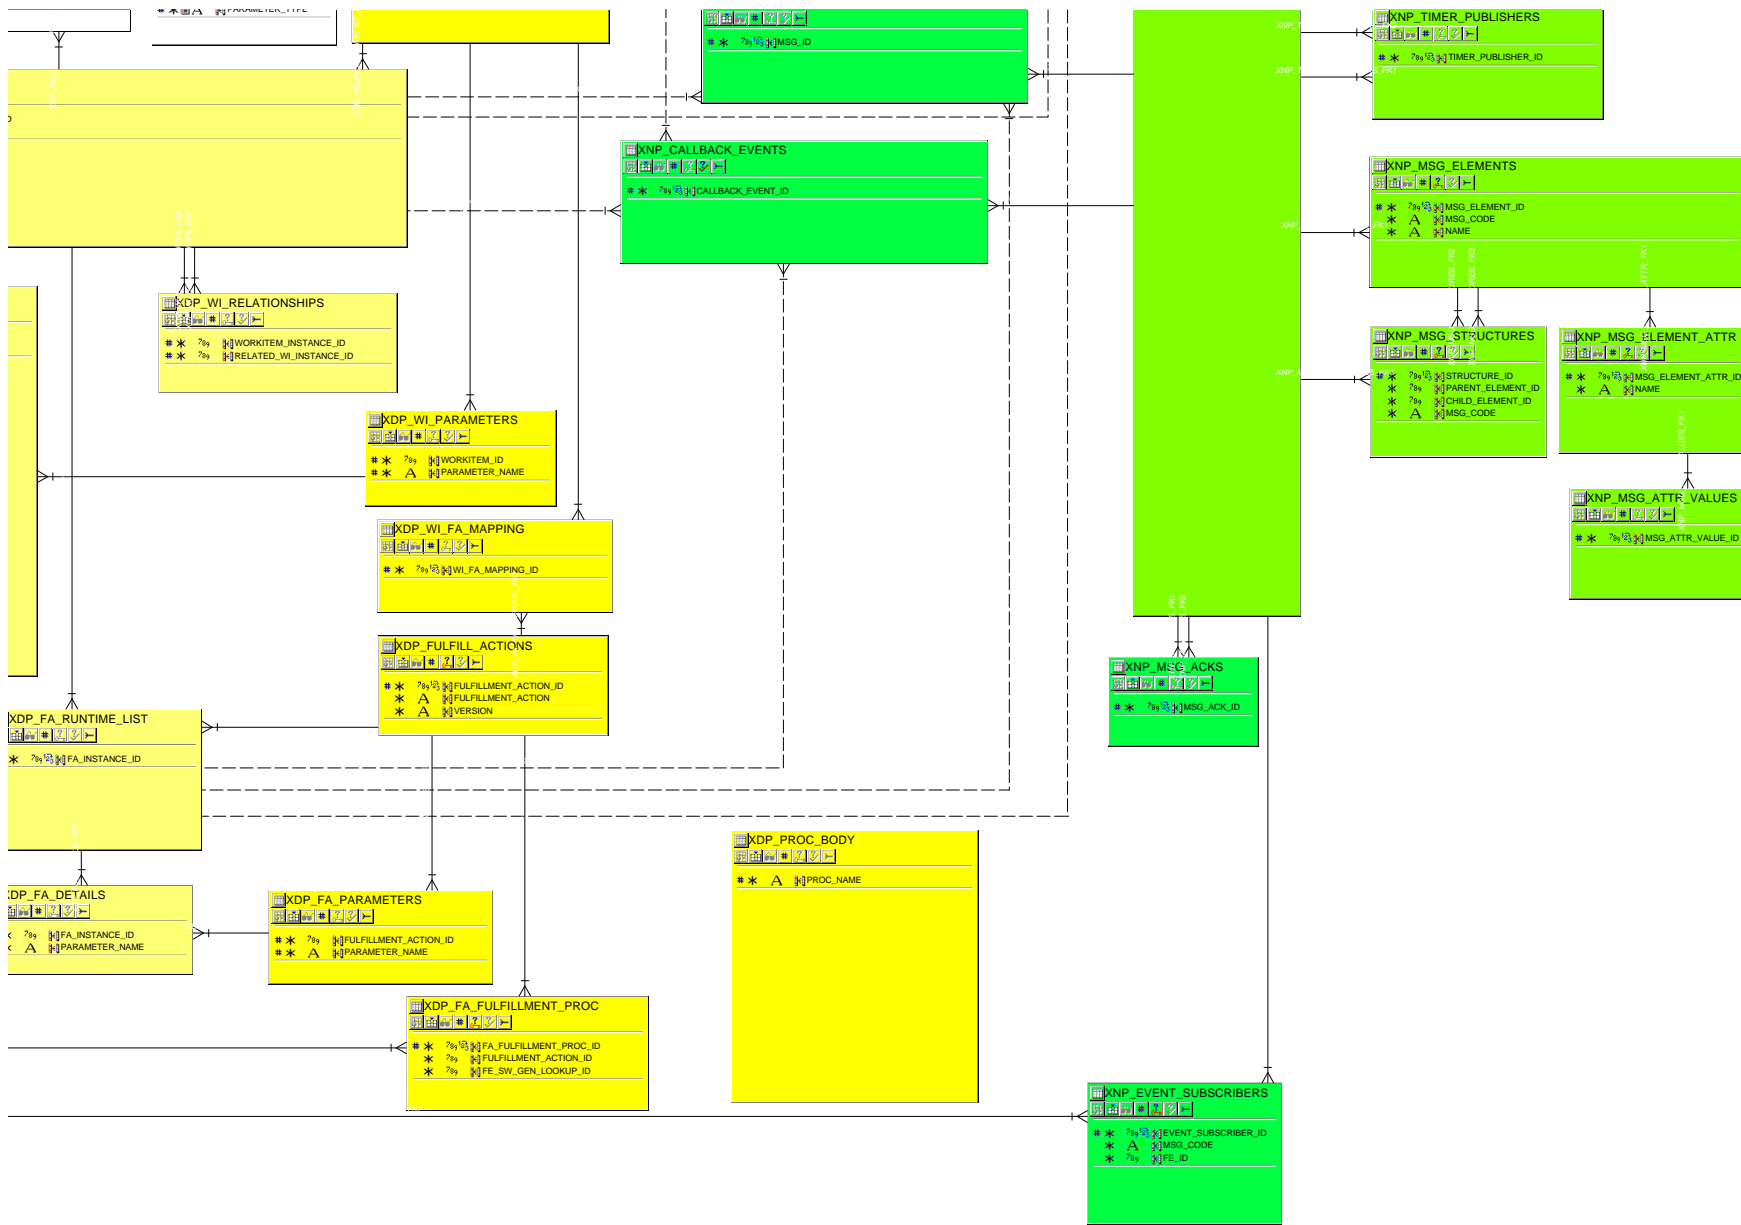 PARAMETER_TYPE
MSG_ID
XNP_TIMER_PUBLISHERS
TIMER_PUBLISHER_ID
XNP_CALLBACK_EVENTS
CALLBACK_EVENT_ID
XNP_MSG_ELEMENTS
MSG_ELEMENT_ID
MSG_CODE
NAME
XDP_WI_RELATIONSHIPS
WORKITEM_INSTANCE_ID
RELATED_WI_INSTANCE_ID
XNP_MSG_STRUCTURES
STRUCTURE_ID
PARENT_ELEMENT_ID
CHILD_ELEMENT_ID
MSG_CODE
XNP_MSG_ELEMENT_ATTR
MSG_ELEMENT_ATTR_ID
NAME
XDP_WI_PARAMETERS
WORKITEM_ID
PARAMETER_NAME
XNP_MSG_ATTR_VALUES
MSG_ATTR_VALUE_ID
XDP_WI_FA_MAPPING
WI_FA_MAPPING_ID
XDP_FULFILL_ACTIONS
FULFILLMENT_ACTION_ID
FULFILLMENT_ACTION
VERSION
XNP_MSG_ACKS
MSG_ACK_ID
XDP_FA_RUNTIME_LIST
FA_INSTANCE_ID
XDP_PROC_BODY
PROC_NAME
XDP_FA_DETAILS
FA_INSTANCE_ID
PARAMETER_NAME
XDP_FA_PARAMETERS
FULFILLMENT_ACTION_ID
PARAMETER_NAME
XDP_FA_FULFILLMENT_PROC
FA_FULFILLMENT_PROC_ID
FULFILLMENT_ACTION_ID
FE_SW_GEN_LOOKUP_ID
XNP_EVENT_SUBSCRIBERS
EVENT_SUBSCRIBER_ID
MSG_CODE
FE_ID